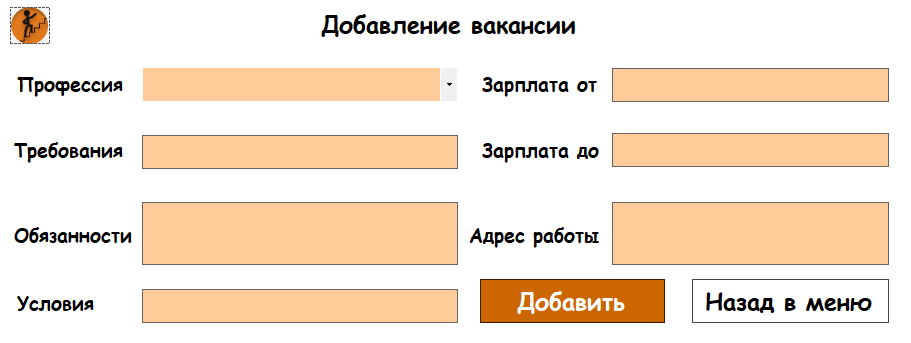 Добавление вакансии
Профессия
Зарплата от
Требования
Зарплата до
Обязанности
Адрес работы
Условия
Добавить
Назад в меню